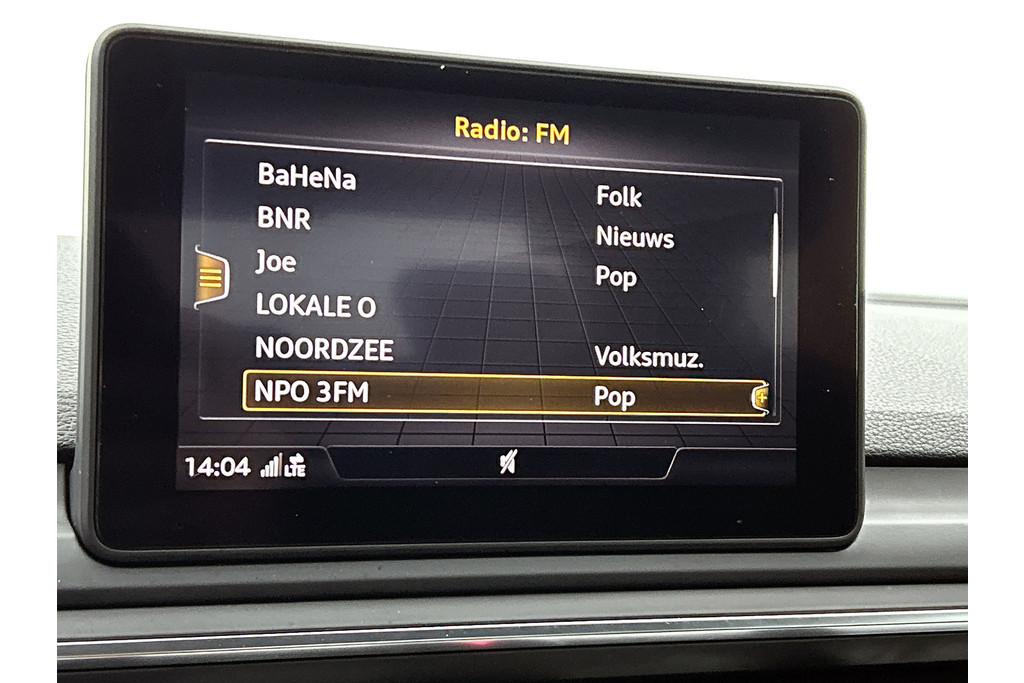 Radio: FM
BaHeNa Folk
BNR Nieuws
Joe Pop
LOKALE O
NOORDZEE Volksmuz.
NPO 3FM Pop
14:04 LTE